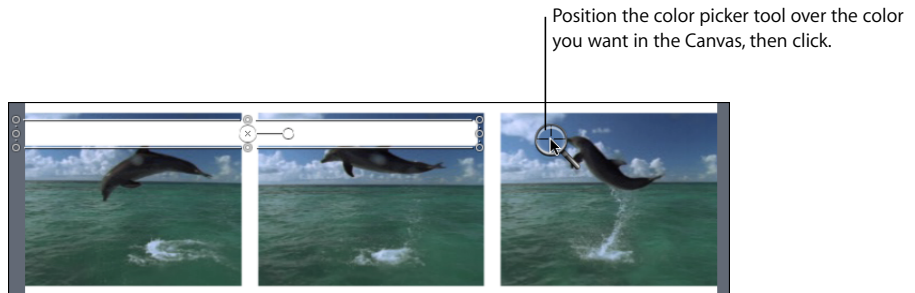 Position the color picker tool over the color
you want in the Canvas, then click.